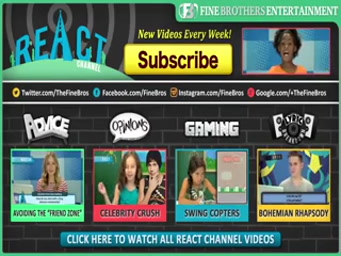 FINE BROTHERS ENTERTAINMENT
REACT
CHANNEL
New Videos Every Week!
Subscribe
Twitter.com/TheFineBros
Facebook.com/FineBros
Instagram.com/FineBros
Google.com/+TheFineBros
ADVICE
OPINIONS
GAMING
LYRIC
AVOIDING THE "FRIEND ZONE"
CELEBRITY CRUSH
SWING COPTERS
BOHEMIAN RHAPSODY
CLICK HERE TO WATCH ALL REACT CHANNEL VIDEOS